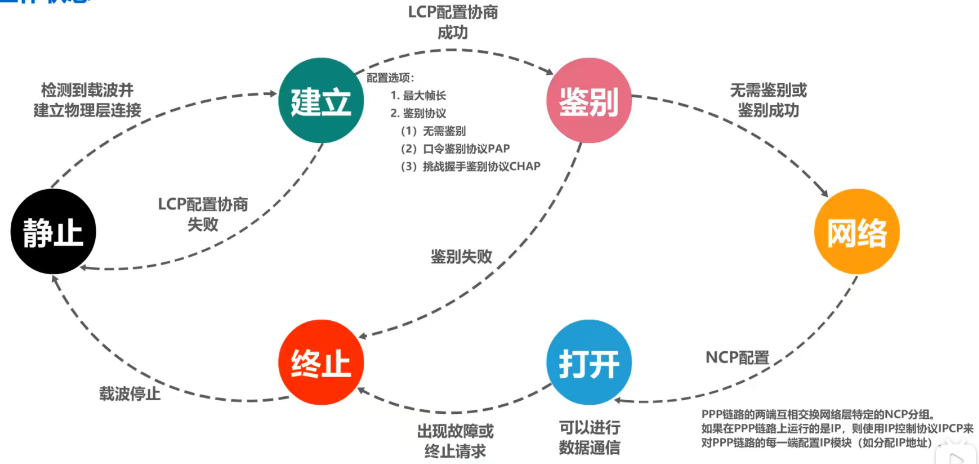 LCP配置协商
成功
检测到载波并
建立物理层连接
建立
配置选项：
1. 最大帧长
2. 鉴别协议
（1）无需鉴别
（2）口令鉴别协议PAP
（3）挑战握手鉴别协议CHAP
鉴别
无需鉴别或
鉴别成功
LCP配置协商
失败
静止
网络
鉴别失败
终止
打开
NCP配置
载波停止
出现故障或
终止请求
可以进行
数据通信
PPP链路的两端互相交换网络层特定的NCP分组。
如果在PPP链路上运行的是IP，则使用IP控制协议IPCP来
对PPP链路的每一端配置IP模块（如分配IP地址）。